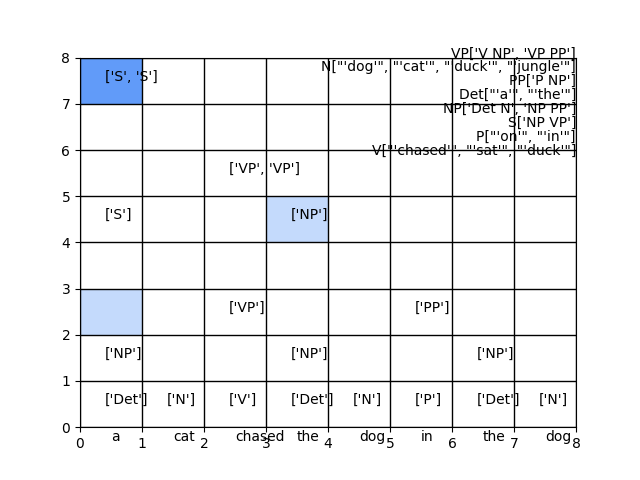 VP['V NP', 'VP PP']
8
N["'dog'", "'cat'", "'duck'", "'jungle'"]
['S', 'S']
PP['P NP']
Det["'a'", "'the'"]
7
NP['Det N', 'NP PP']
S['NP VP']
P["'on'", "'in'"]
6
V["'chased'", "'sat'", "'duck'"]
['VP', 'VP']
5
['S'] ['NP']
4
3
['VP'] ['PP']
2
['NP'] ['NP'] ['NP']
1
['Det'] ['N'] ['V'] ['Det'] ['N'] ['P'] ['Det'] ['N']
0
a cat chased the dog in the dog
0 1 2 3 4 5 6 7 8